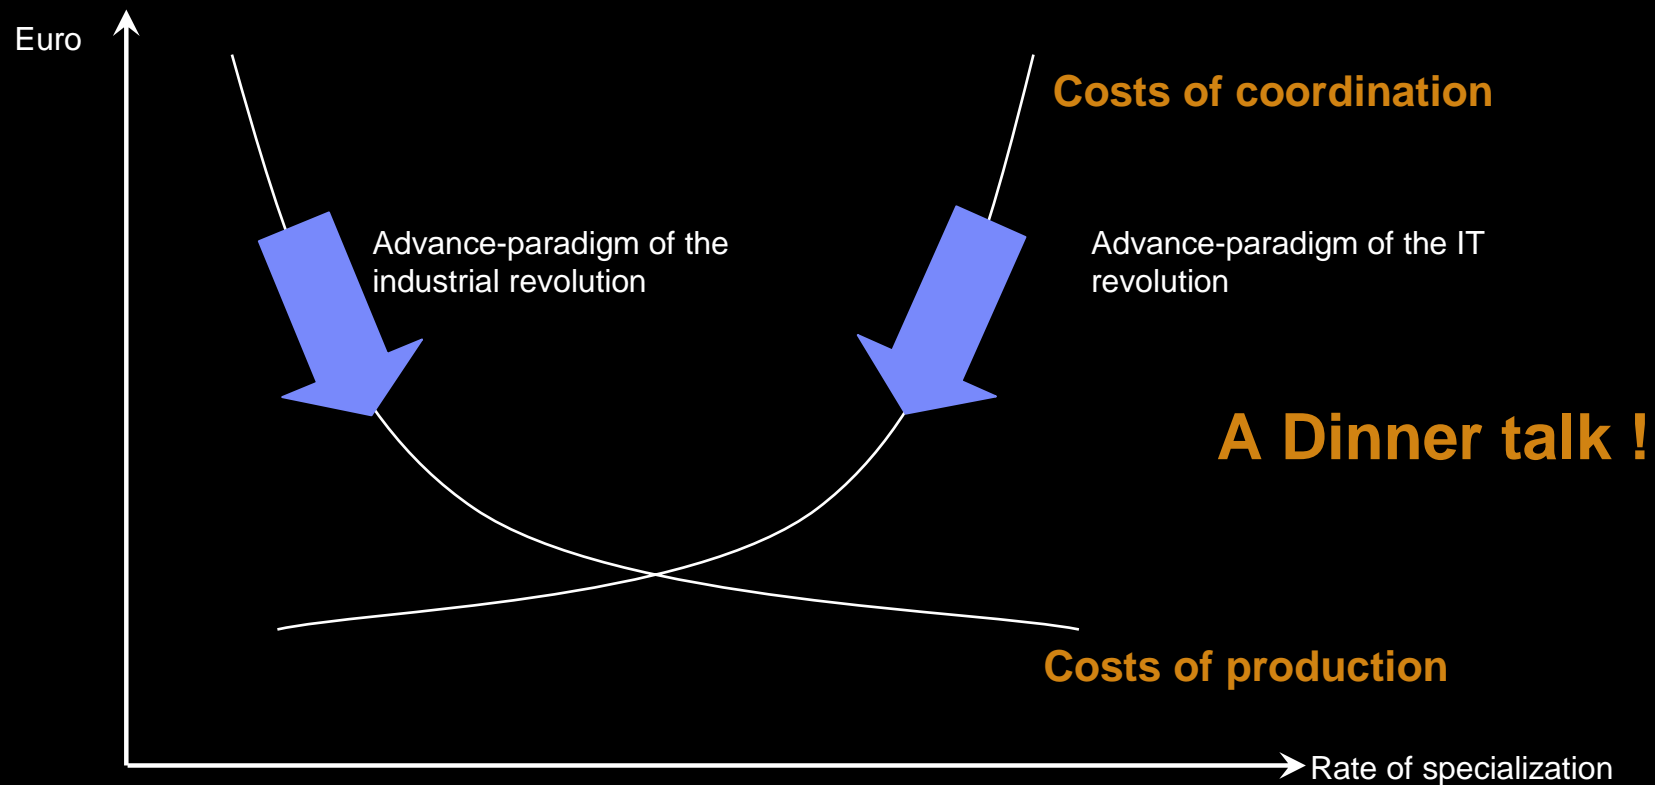 Euro
Costs of coordination
Advance-paradigm of the
industrial revolution
Advance-paradigm of the IT
revolution
A Dinner talk !
Costs of production
Rate of specialization